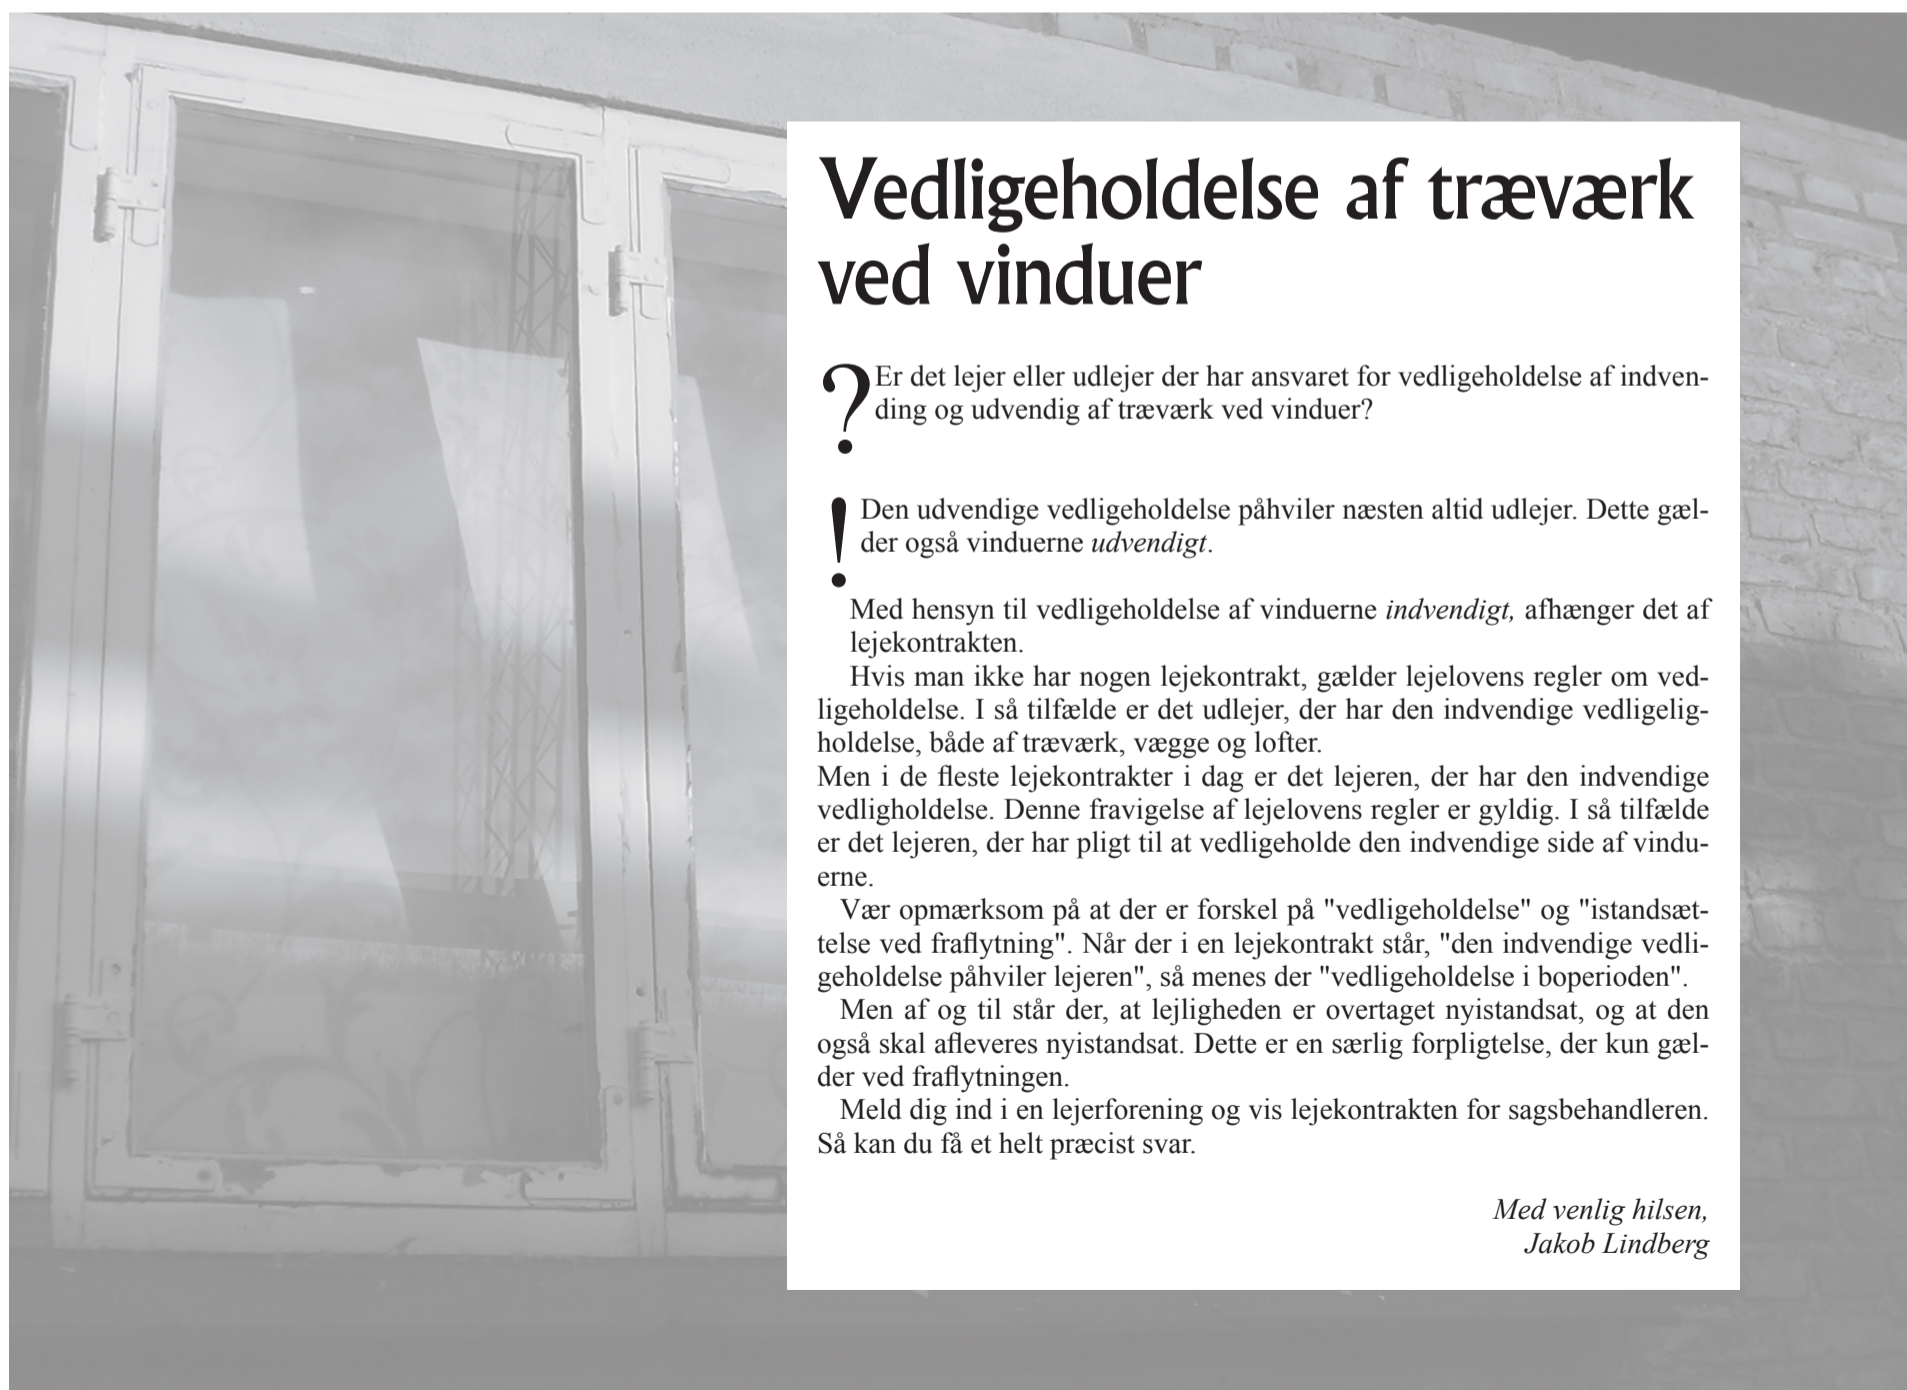 Vedligeholdelse af træværk
ved vinduer
? Er det lejer eller udlejer der har ansvaret for vedligeholdelse af indven-
ding og udvendig af træværk ved vinduer?
! Den udvendige vedligeholdelse påhviler næsten altid udlejer. Dette gæl-
der også vinduerne udvendigt.
Med hensyn til vedligeholdelse af vinduerne indvendigt, afhænger det af
lejekontrakten.
Hvis man ikke har nogen lejekontrakt, gælder lejelovens regler om ved-
ligeholdelse. I så tilfælde er det udlejer, der har den indvendige vedligelig-
holdelse, både af træværk, vægge og lofter.
Men i de fleste lejekontrakter i dag er det lejeren, der har den indvendige
vedligholdelse. Denne fravigelse af lejelovens regler er gyldig. I så tilfælde
er det lejeren, der har pligt til at vedligeholde den indvendige side af vindu-
erne.
Vær opmærksom på at der er forskel på "vedligeholdelse" og "istandsæt-
telse ved fraflytning". Når der i en lejekontrakt står, "den indvendige vedli-
geholdelse påhviler lejeren", så menes der "vedligeholdelse i boperioden".
Men af og til står der, at lejligheden er overtaget nyistandsat, og at den
også skal afleveres nyistandsat. Dette er en særlig forpligtelse, der kun gæl-
der ved fraflytningen.
Meld dig ind i en lejerforening og vis lejekontrakten for sagsbehandleren.
Så kan du få et helt præcist svar.
Med venlig hilsen,
Jakob Lindberg